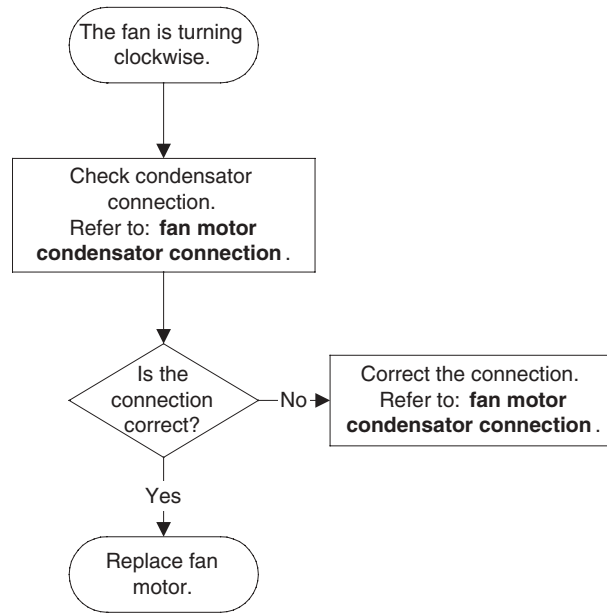 The fan is turning
clockwise.
Check condensator
connection.
Refer to: fan motor
condensator connection.
Is the
connection
correct?
No
Correct the connection.
Refer to: fan motor
condensator connection.
Yes
Replace fan
motor.